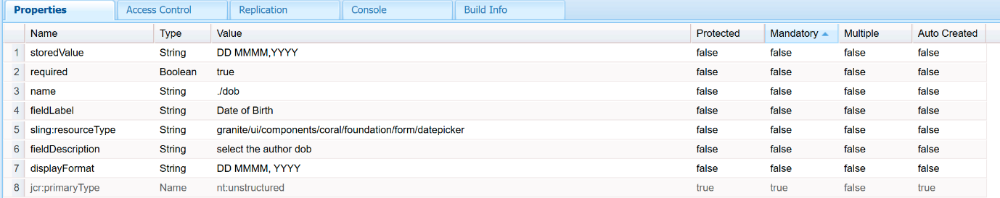 Properties Access Control Replication Console Build Info
Name Type Value Protected Mandatory Multiple Auto Created
1 storedValue String DD MMMM,YYYY false false false false
2 required Boolean true false false false false
3 name String ./dob false false false false
4 fieldLabel String Date of Birth false false false false
5 sling:resourceType String granite/ui/components/coral/foundation/form/datepicker false false false false
6 fieldDescription String select the author dob false false false false
7 displayFormat String DD MMMM, YYYY false false false false
8 jcr:primaryType Name nt:unstructured true true false true